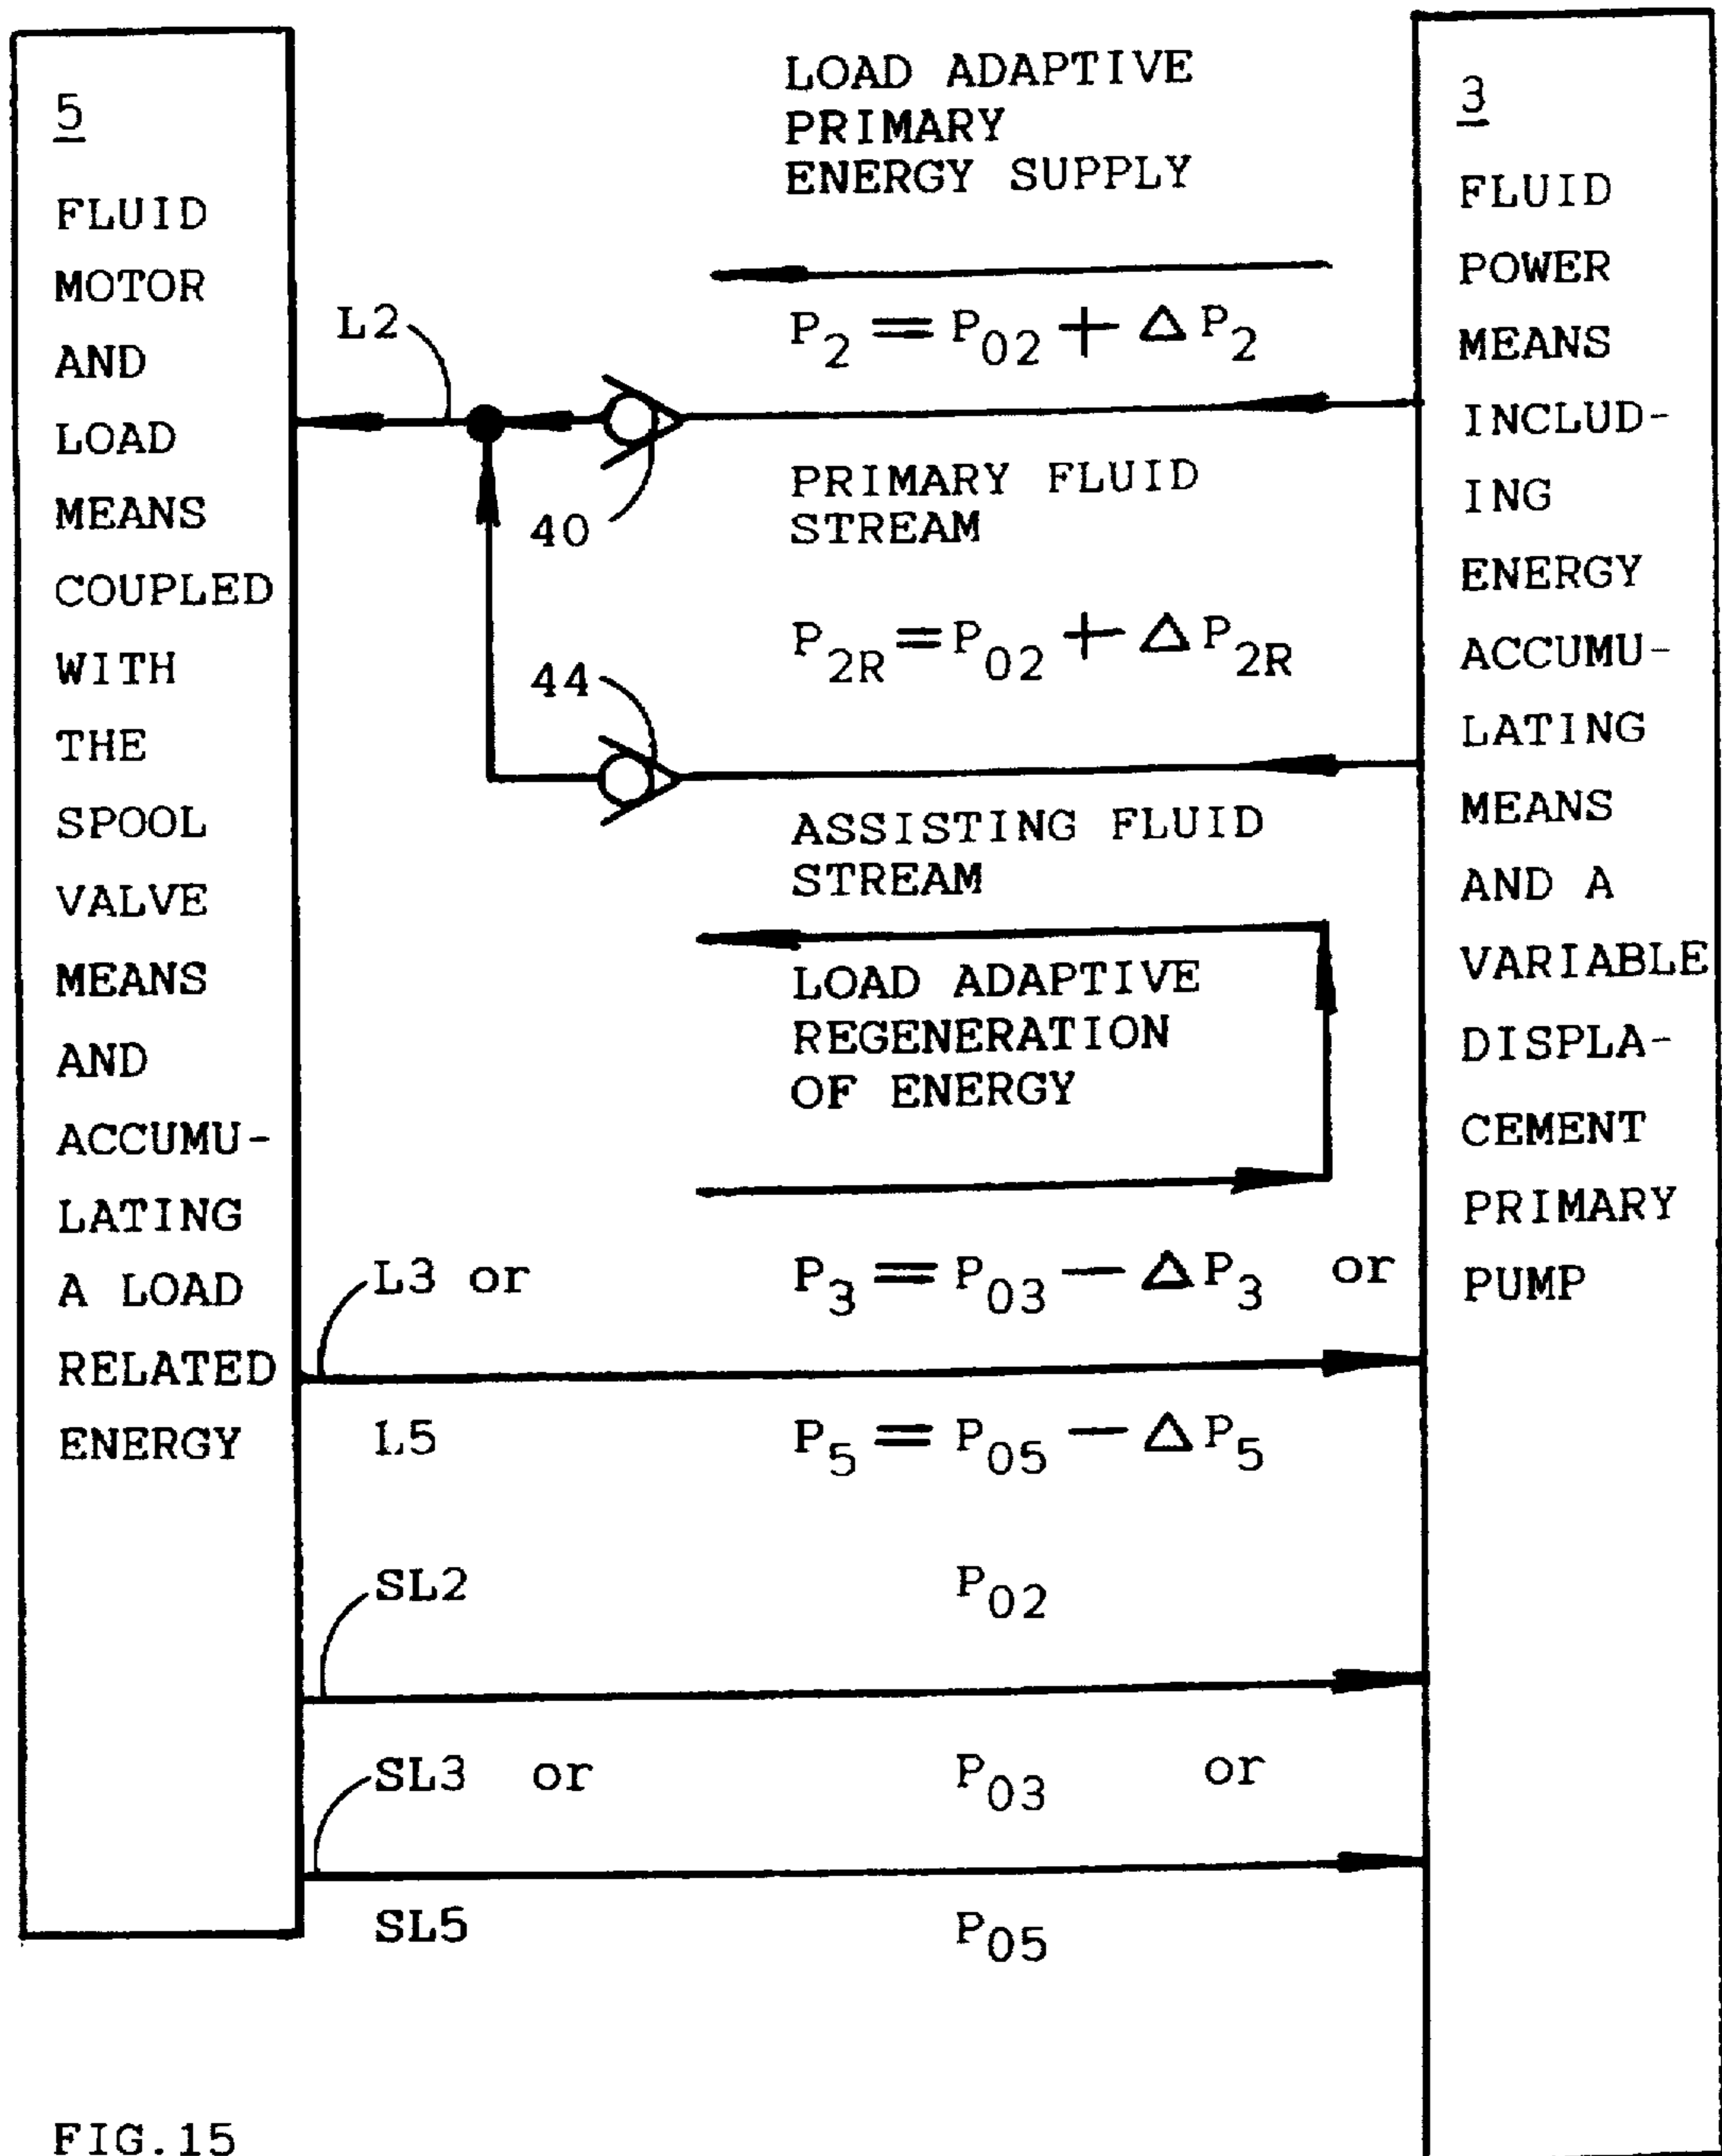 5
FLUID
MOTOR
AND
LOAD
MEANS
COUPLED
WITH
THE
SPOOL
VALVE
MEANS
AND
ACCUMU-
LATING
A LOAD
RELATED
ENERGY
LOAD ADAPTIVE
PRIMARY
ENERGY SUPPLY
P2 = P02 + ΔP2
L2
40
PRIMARY FLUID
STREAM
P2R = P02 + ΔP2R
44
ASSISTING FLUID
STREAM
LOAD ADAPTIVE
REGENERATION
OF ENERGY
L3 or
P3 = P03 − ΔP3 or
L5
P5 = P05 − ΔP5
SL2
P02
SL3 or
P03 or
SL5
P05
3
FLUID
POWER
MEANS
INCLUD-
ING
ENERGY
ACCUMU-
LATING
MEANS
AND A
VARIABLE
DISPLA-
CEMENT
PRIMARY
PUMP
FIG.15